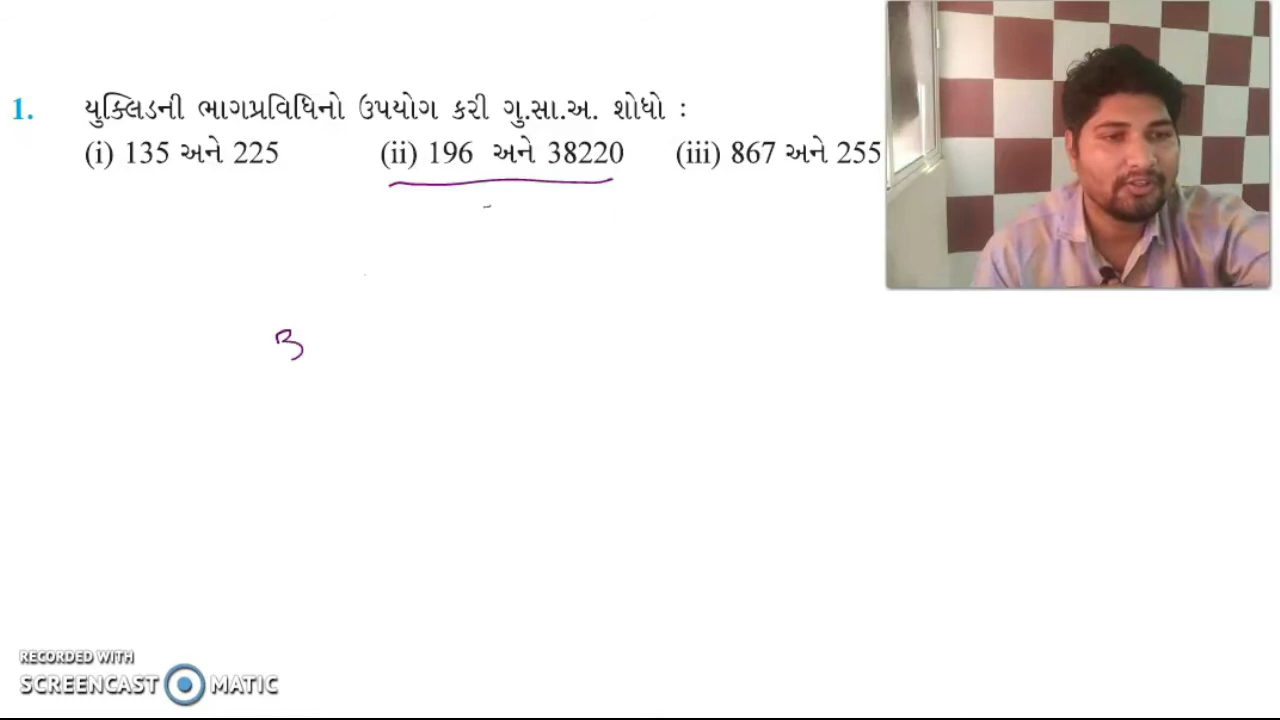 1. યુક્લિડની ભાગપ્રવિધિનો ઉપયોગ કરી ગુ.સા.અ. શોધો :
(i) 135 અને 225 (ii) 196 અને 38220 (iii) 867 અને 255
3
RECORDED WITH
SCREENCAST MATIC